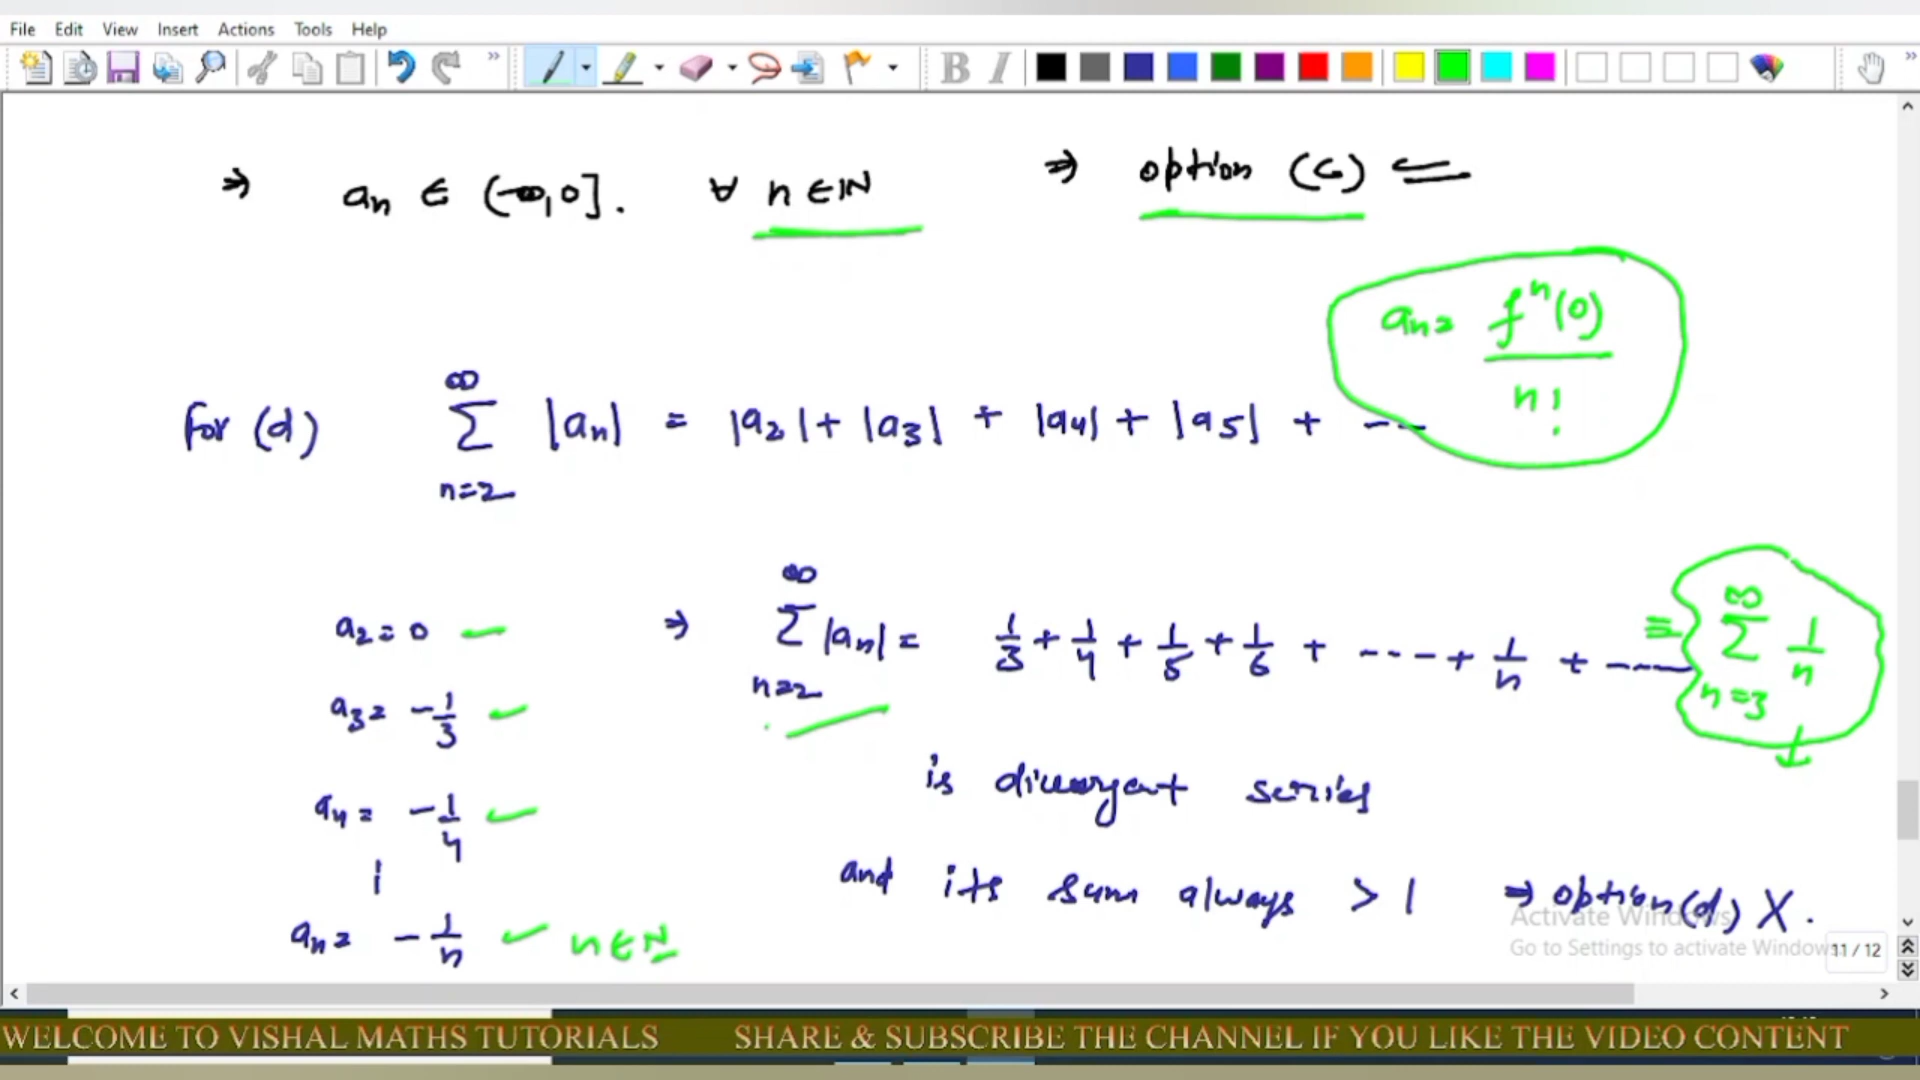 File Edit View Insert Actions Tools Help
⇒ an ∈ (-∞,0]. ∀ n∈ℕ ⇒ option (c)
an = fⁿ(0) / n!
for (d) ∞ Σ n=2 |an| = |a2| + |a3| + |a4| + |a5| + ---
a2 = 0
⇒ ∞ Σ n=2 |an| = 1/3 + 1/4 + 1/5 + 1/6 + ---- + 1/n + ---- = ∞ Σ n=3 1/n
a3 = -1/3
is divergent series
a4 = -1/4
and its sum always > 1 ⇒ option(d) X.
an = -1/n n∈ℕ
Activate Windows
Go to Settings to activate Windows
11 / 12
WELCOME TO VISHAL MATHS TUTORIALS SHARE & SUBSCRIBE THE CHANNEL IF YOU LIKE THE VIDEO CONTENT